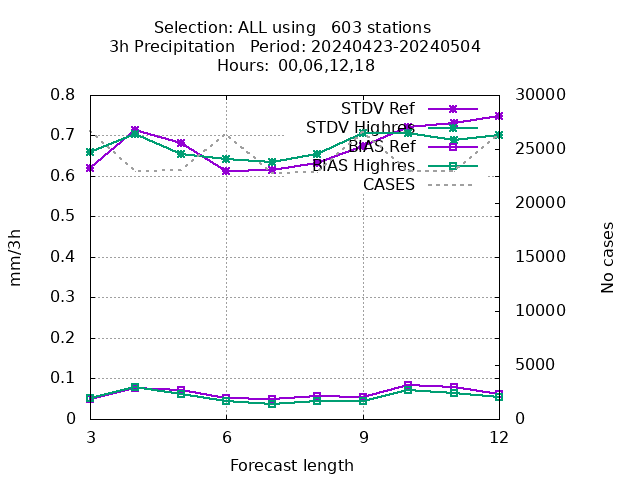 Selection: ALL using   603 stations
3h Precipitation   Period: 20240423-20240504
Hours:  00,06,12,18
STDV Ref
STDV Highres
BIAS Ref
BIAS Highres
CASES
0.8
0.7
0.6
0.5
0.4
0.3
0.2
0.1
0
30000
25000
20000
15000
10000
5000
0
mm/3h
No cases
3 6 9 12
Forecast length